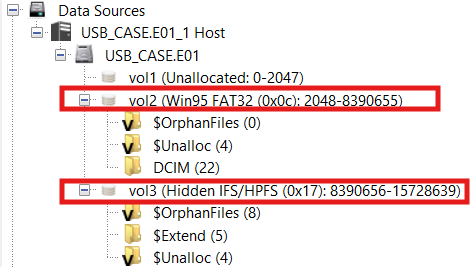 Data Sources
USB_CASE.E01_1 Host
USB_CASE.E01
vol1 (Unallocated: 0-2047)
vol2 (Win95 FAT32 (0x0c): 2048-8390655)
$OrphanFiles (0)
$Unalloc (4)
DCIM (22)
vol3 (Hidden IFS/HPFS (0x17): 8390656-15728639)
$OrphanFiles (8)
$Extend (5)
$Unalloc (4)